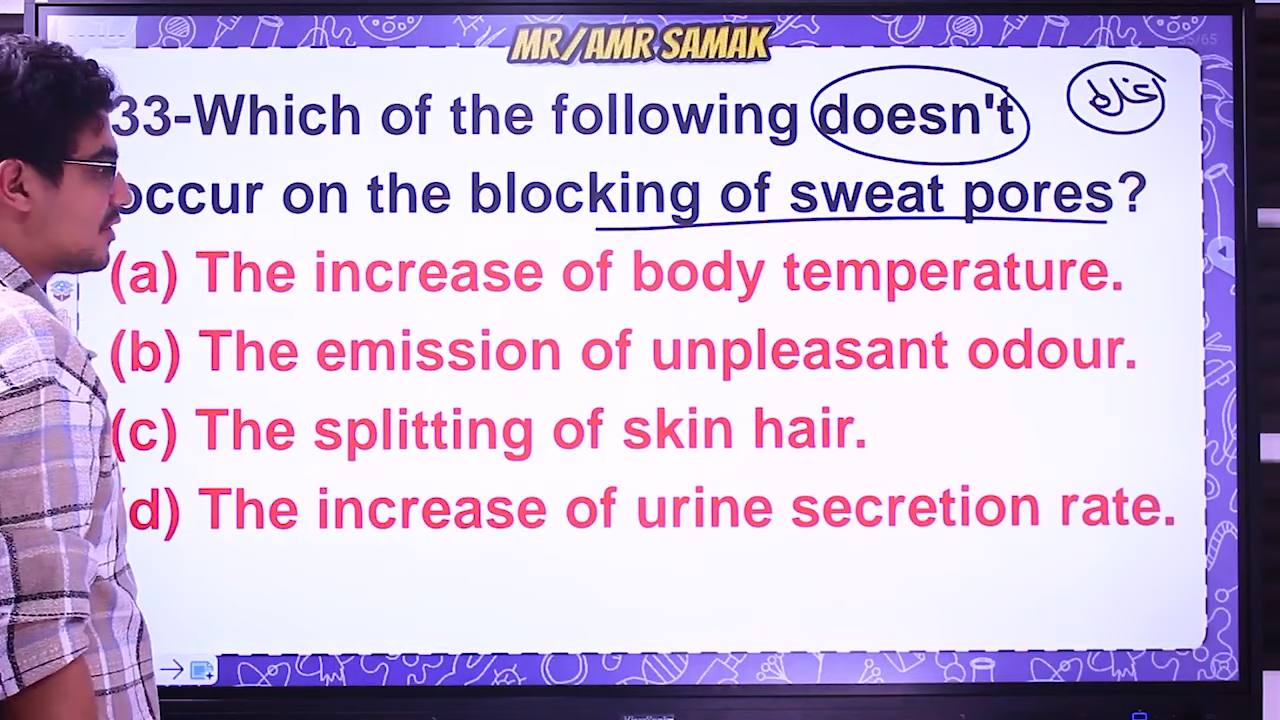 MR/AMR SAMAK
33-Which of the following doesn't
غلط
occur on the blocking of sweat pores?
(a) The increase of body temperature.
(b) The emission of unpleasant odour.
(c) The splitting of skin hair.
d) The increase of urine secretion rate.